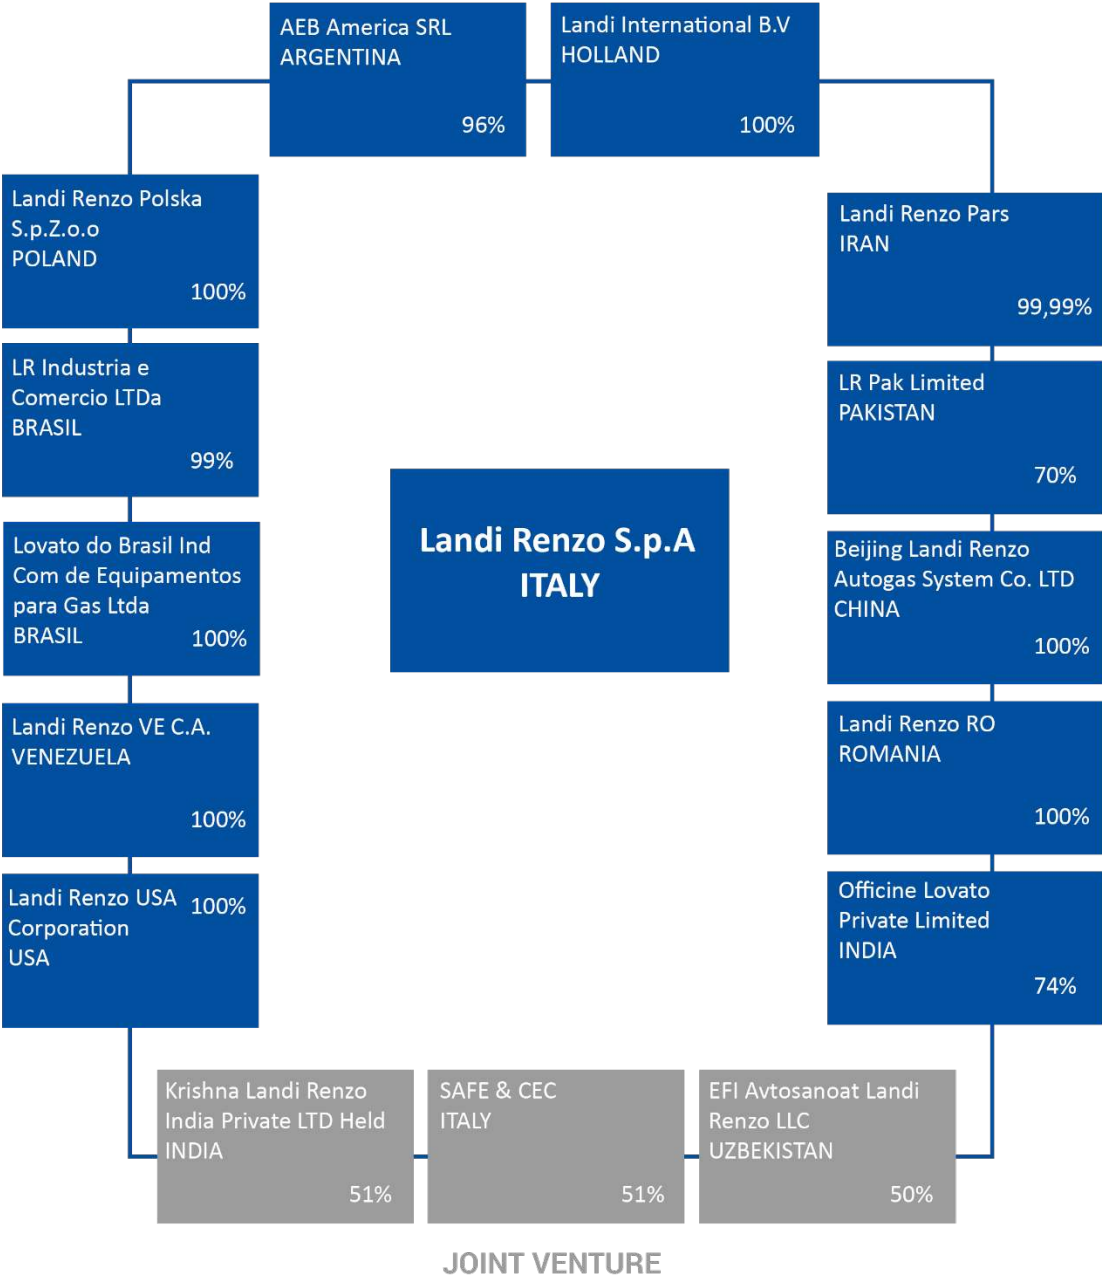 AEB America SRL
ARGENTINA
96%
Landi International B.V
HOLLAND
100%
Landi Renzo Polska
S.p.Z.o.o
POLAND
100%
LR Industria e
Comercio LTDa
BRASIL
99%
Lovato do Brasil Ind
Com de Equipamentos
para Gas Ltda
BRASIL
100%
Landi Renzo VE C.A.
VENEZUELA
100%
Landi Renzo USA
100%
Corporation
USA
Landi Renzo S.p.A
ITALY
Landi Renzo Pars
IRAN
99,99%
LR Pak Limited
PAKISTAN
70%
Beijing Landi Renzo
Autogas System Co. LTD
CHINA
100%
Landi Renzo RO
ROMANIA
100%
Officine Lovato
Private Limited
INDIA
74%
Krishna Landi Renzo
India Private LTD Held
INDIA
51%
SAFE & CEC
ITALY
51%
EFI Avtosanoat Landi
Renzo LLC
UZBEKISTAN
50%
JOINT VENTURE